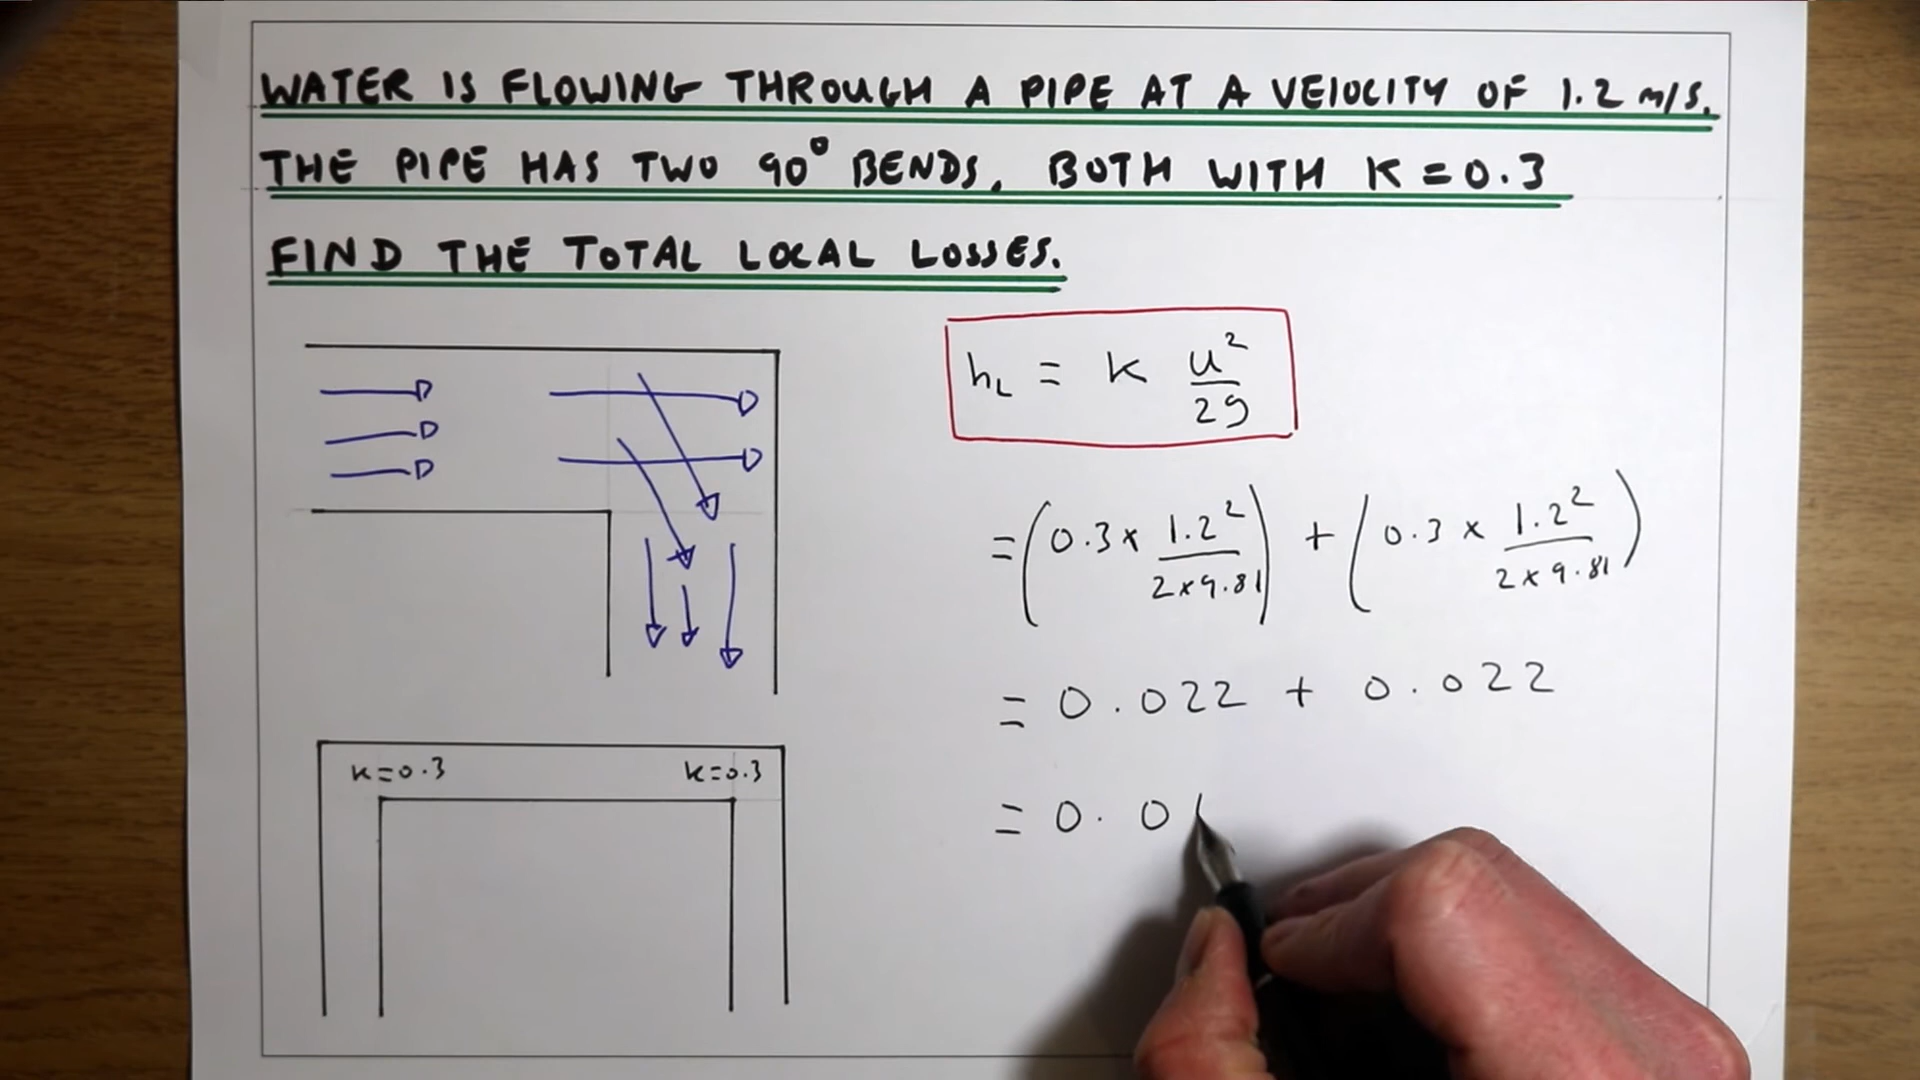 WATER IS FLOWING THROUGH A PIPE AT A VELOCITY OF 1.2 m/s.
THE PIPE HAS TWO 90° BENDS. BOTH WITH K = 0.3
FIND THE TOTAL LOCAL LOSSES.
hL = K u²/2g
= (0.3 × 1.2²/2×9.81) + (0.3 × 1.2²/2×9.81)
= 0.022 + 0.022
K=0.3 K=0.3
= 0.0